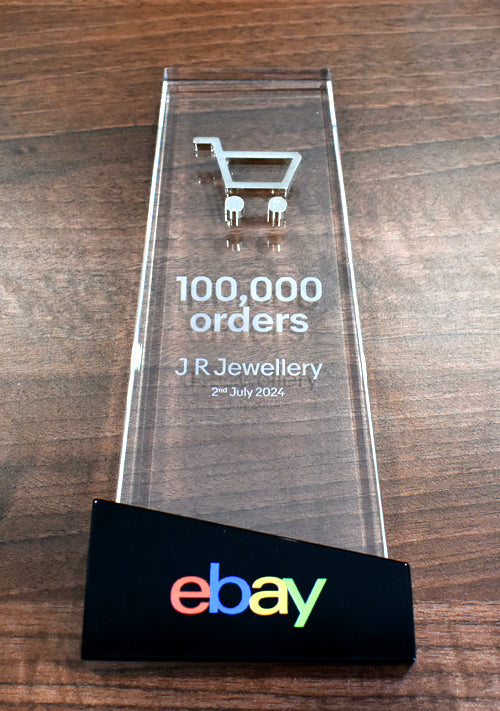 100,000
orders
J R Jewellery
2nd July 2024
ebay